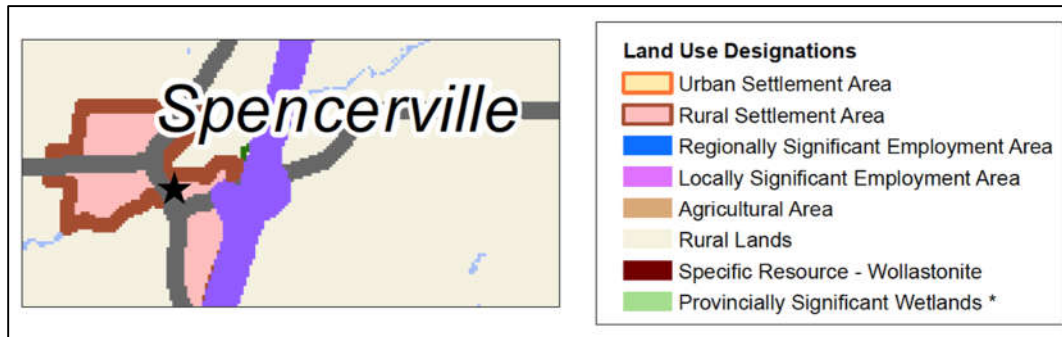 Spencerville
Land Use Designations
Urban Settlement Area
Rural Settlement Area
Regionally Significant Employment Area
Locally Significant Employment Area
Agricultural Area
Rural Lands
Specific Resource - Wollastonite
Provincially Significant Wetlands *